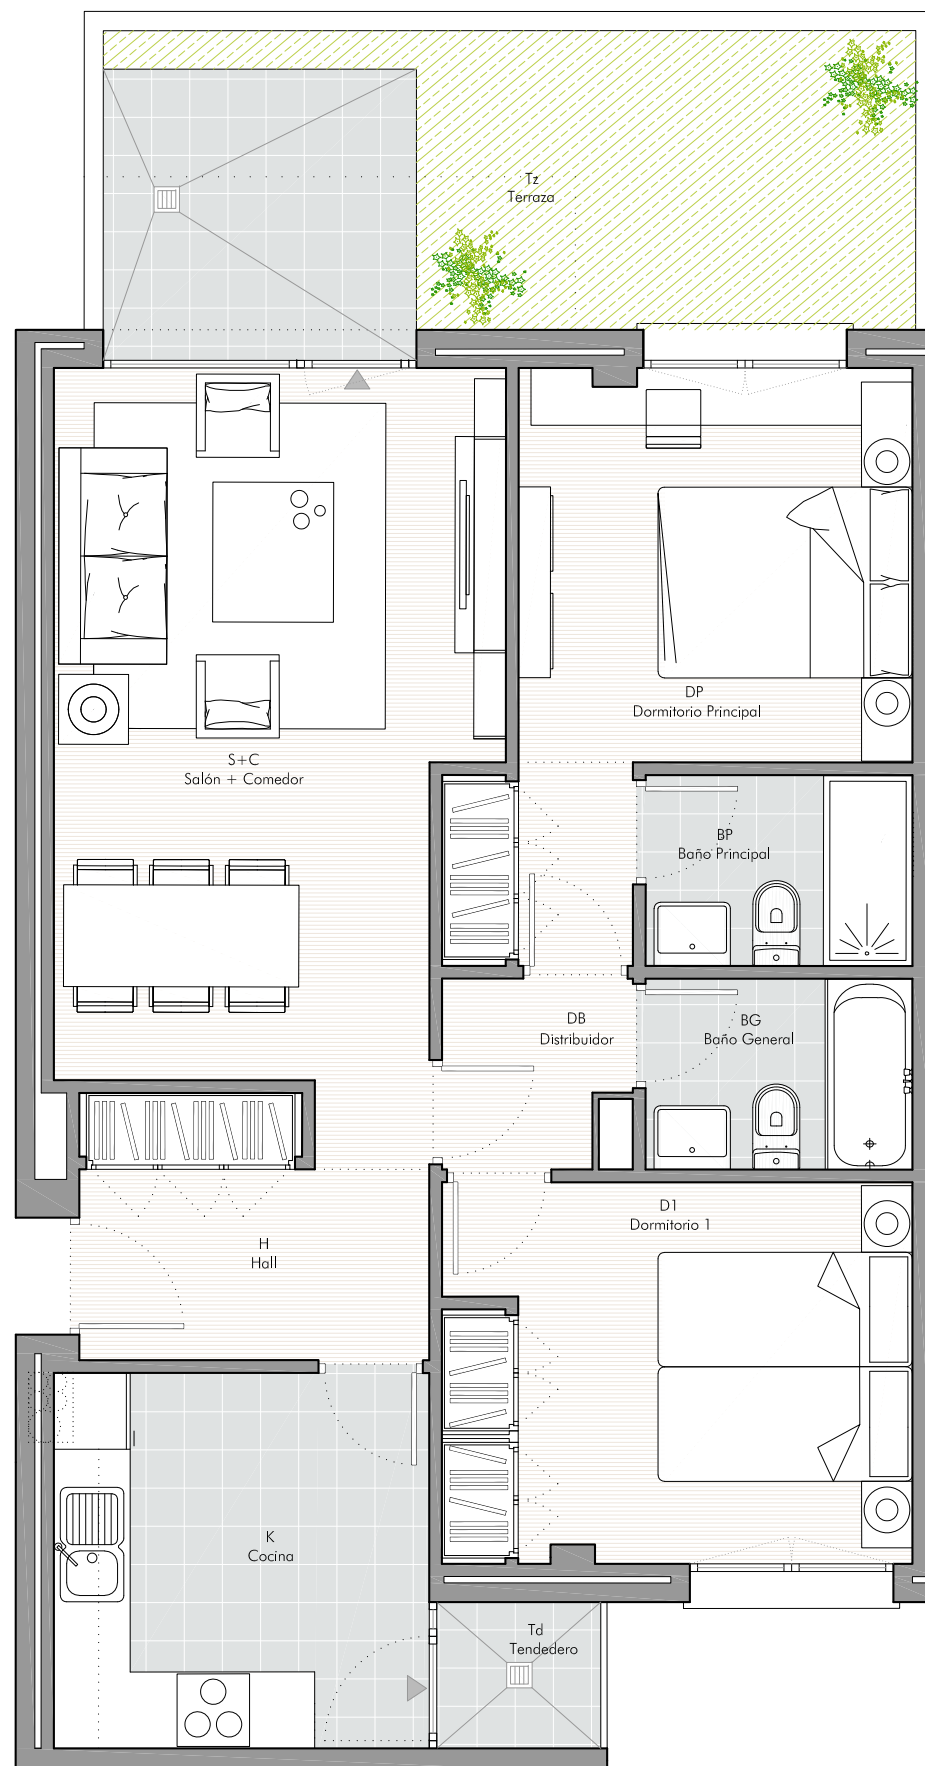 Tz
Terraza
DP
Dormitorio Principal
S+C
Salón + Comedor
BP
Baño Principal
DB
Distribuidor
BG
Baño General
D1
Dormitorio 1
H
Hall
K
Cocina
Td
Tendedero